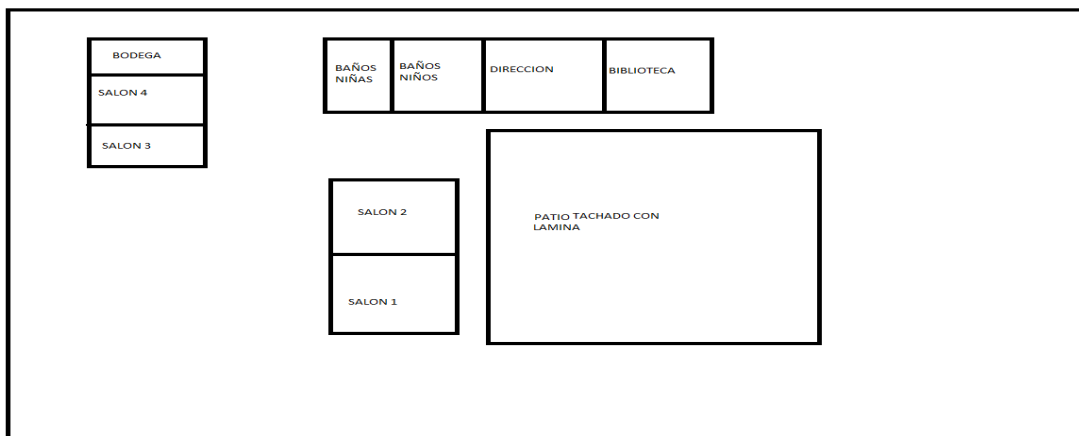 BODEGA
SALON 4
SALON 3
BAÑOS
NIÑAS
BAÑOS
NIÑOS
DIRECCION
BIBLIOTECA
SALON 2
SALON 1
PATIO TACHADO CON
LAMINA